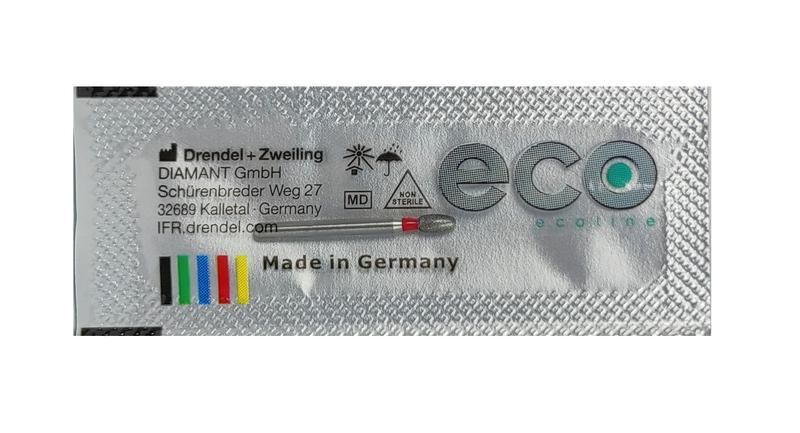 Drendel + Zweiling
DIAMANT GmbH
Schürenbreder Weg 27
32689 Kalletal · Germany
IFR.drendel.com
MD
NON
STERILE
eco
ecoline
Made in Germany